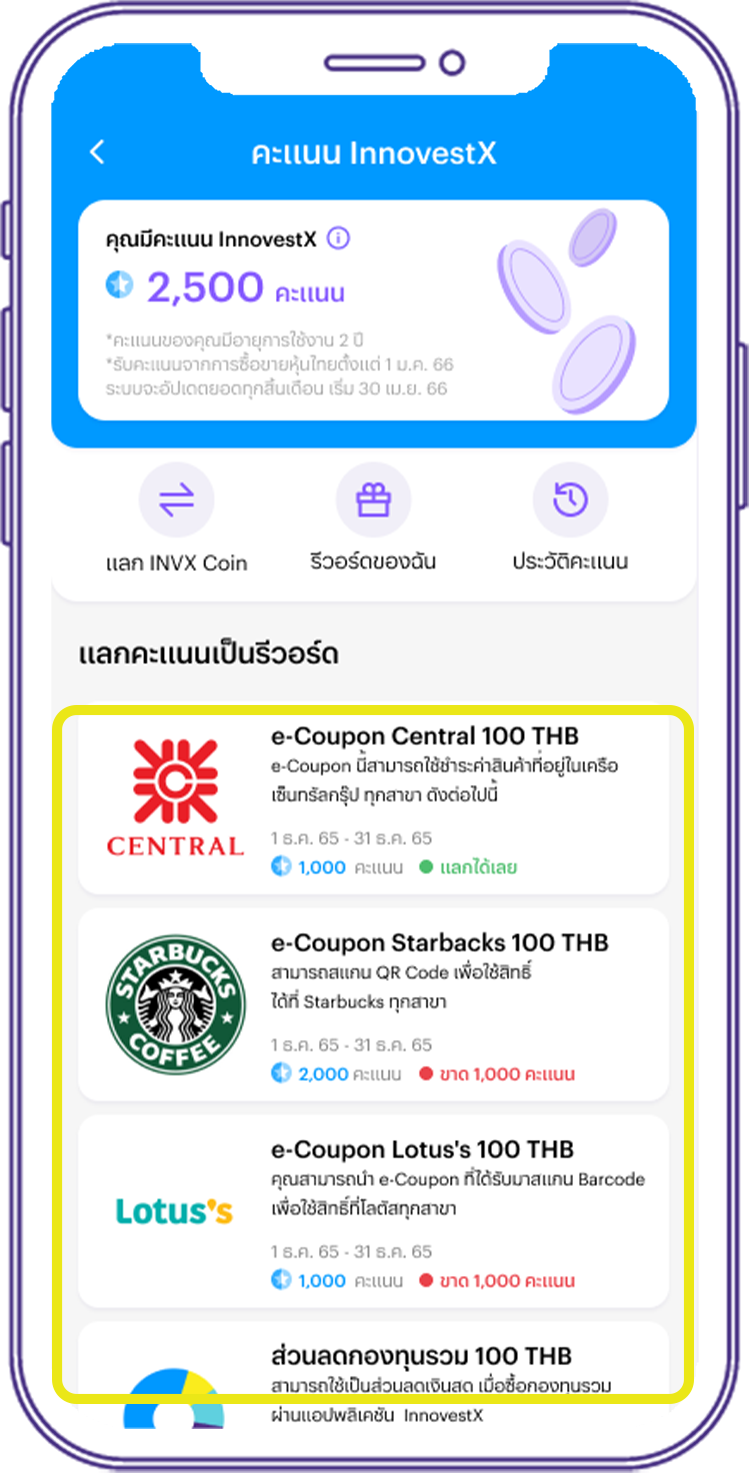 คะแนน InnovestX
คุณมีคะแนน InnovestX
2,500 คะแนน
*คะแนนของคุณมีอายุการใช้งาน 2 ปี
*รับคะแนนจากการซื้อขายหุ้นไทยตั้งแต่ 1 ม.ค. 66
ระบบจะอัปเดตยอดทุกสิ้นเดือน เริ่ม 30 เม.ย. 66
แลก INVX Coin
รีวอร์ดของฉัน
ประวัติคะแนน
แลกคะแนนเป็นรีวอร์ด
CENTRAL
e-Coupon Central 100 THB
e-Coupon นี้สามารถใช้ชำระค่าสินค้าที่อยู่ในเครือ
เซ็นทรัลกรุ๊ป ทุกสาขา ดังต่อไปนี้
1 ธ.ค. 65 - 31 ธ.ค. 65
1,000 คะแนน แลกได้เลย
STARBUCKS
COFFEE
e-Coupon Starbacks 100 THB
สามารถสแกน QR Code เพื่อใช้สิทธิ์
ได้ที่ Starbucks ทุกสาขา
1 ธ.ค. 65 - 31 ธ.ค. 65
2,000 คะแนน ขาด 1,000 คะแนน
Lotus's
e-Coupon Lotus's 100 THB
คุณสามารถนำ e-Coupon ที่ได้รับมาสแกน Barcode
เพื่อใช้สิทธิ์ที่โลตัสทุกสาขา
1 ธ.ค. 65 - 31 ธ.ค. 65
1,000 คะแนน ขาด 1,000 คะแนน
ส่วนลดกองทุนรวม 100 THB
สามารถใช้เป็นส่วนลดเงินสด เมื่อซื้อกองทุนรวม
ผ่านแอปพลิเคชัน InnovestX